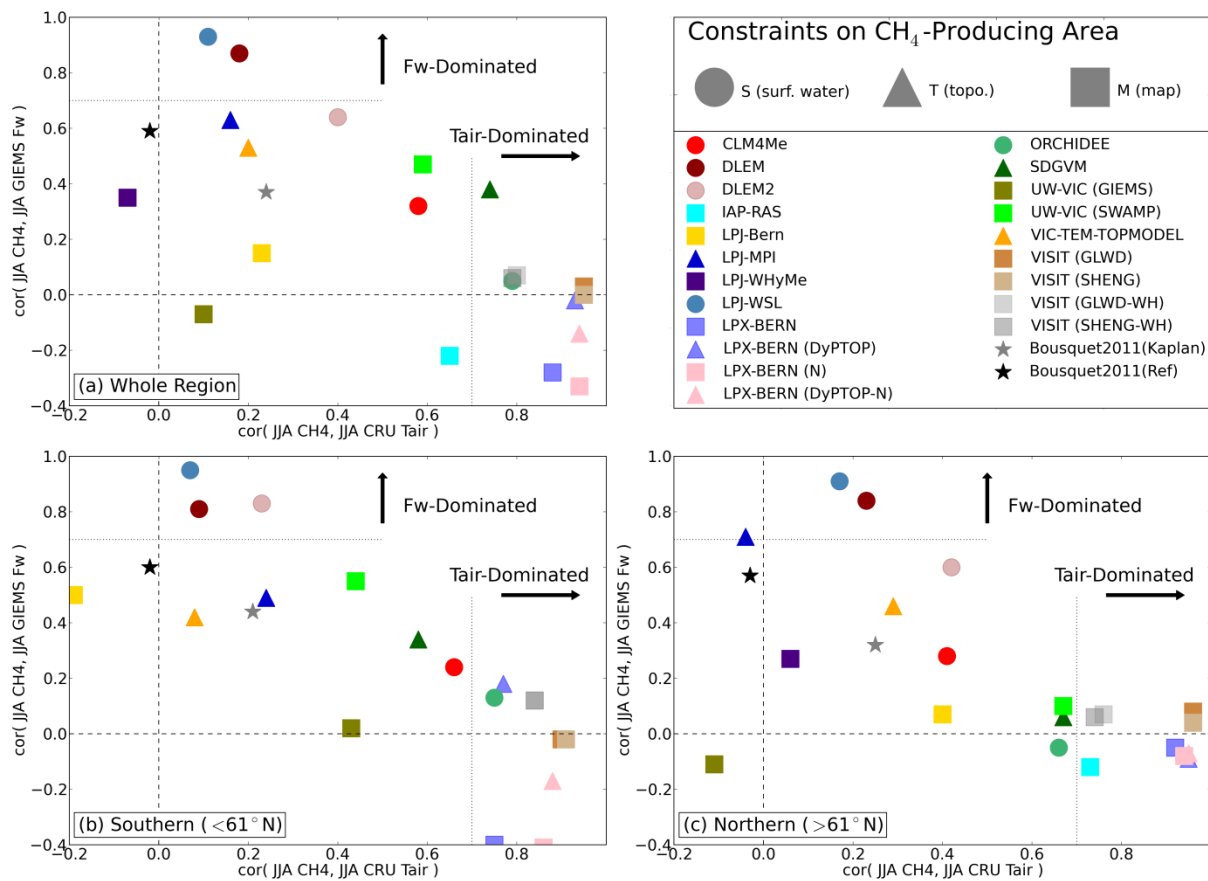 1.0
0.8
0.6
0.4
0.2
0.0
−0.2
−0.4
cor( JJA CH4, JJA GIEMS Fw )
Fw-Dominated
Tair-Dominated
(a) Whole Region
−0.2 0.0 0.2 0.4 0.6 0.8
cor( JJA CH4, JJA CRU Tair )
Constraints on CH₄-Producing Area
S (surf. water) T (topo.) M (map)
CLM4Me
DLEM
DLEM2
IAP-RAS
LPJ-Bern
LPJ-MPI
LPJ-WHyMe
LPJ-WSL
LPX-BERN
LPX-BERN (DyPTOP)
LPX-BERN (N)
LPX-BERN (DyPTOP-N)
ORCHIDEE
SDGVM
UW-VIC (GIEMS)
UW-VIC (SWAMP)
VIC-TEM-TOPMODEL
VISIT (GLWD)
VISIT (SHENG)
VISIT (GLWD-WH)
VISIT (SHENG-WH)
Bousquet2011(Kaplan)
Bousquet2011(Ref)
1.0
0.8
0.6
0.4
0.2
0.0
−0.2
−0.4
cor( JJA CH4, JJA GIEMS Fw )
Fw-Dominated
Tair-Dominated
(b) Southern (<61°N)
−0.2 0.0 0.2 0.4 0.6 0.8
cor( JJA CH4, JJA CRU Tair )
1.0
0.8
0.6
0.4
0.2
0.0
−0.2
−0.4
cor( JJA CH4, JJA GIEMS Fw )
Fw-Dominated
Tair-Dominated
(c) Northern (>61°N)
−0.2 0.0 0.2 0.4 0.6 0.8
cor( JJA CH4, JJA CRU Tair )